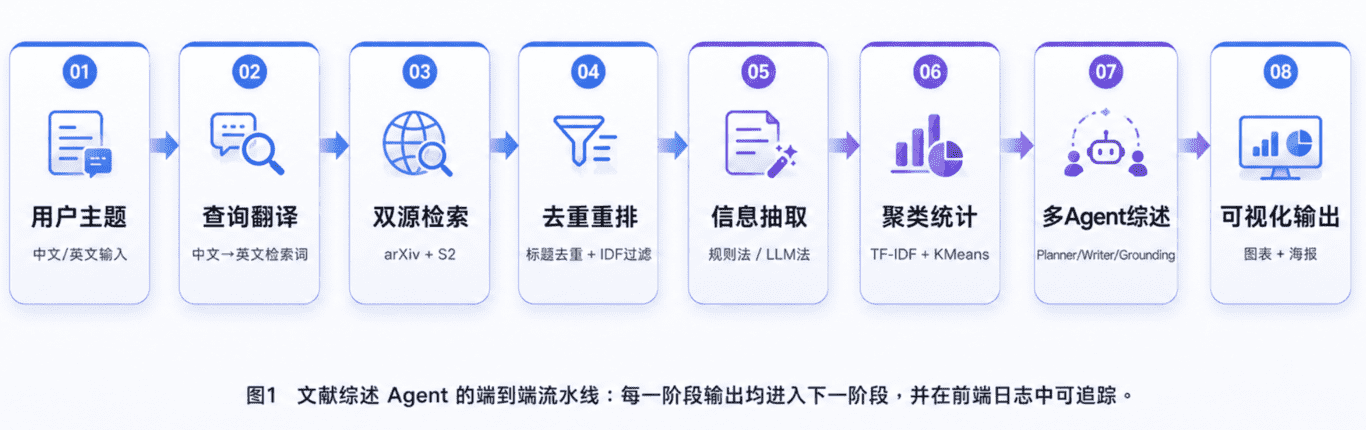 01
用户主题
中文/英文输入
02
查询翻译
中文→英文检索词
03
双源检索
arXiv + S2
04
去重重排
标题去重 + IDF过滤
05
信息抽取
规则法 / LLM法
06
聚类统计
TF-IDF + KMeans
07
多Agent综述
Planner/Writer/Grounding
08
可视化输出
图表 + 海报
图1 文献综述 Agent 的端到端流水线：每一阶段输出均进入下一阶段，并在前端日志中可追踪。